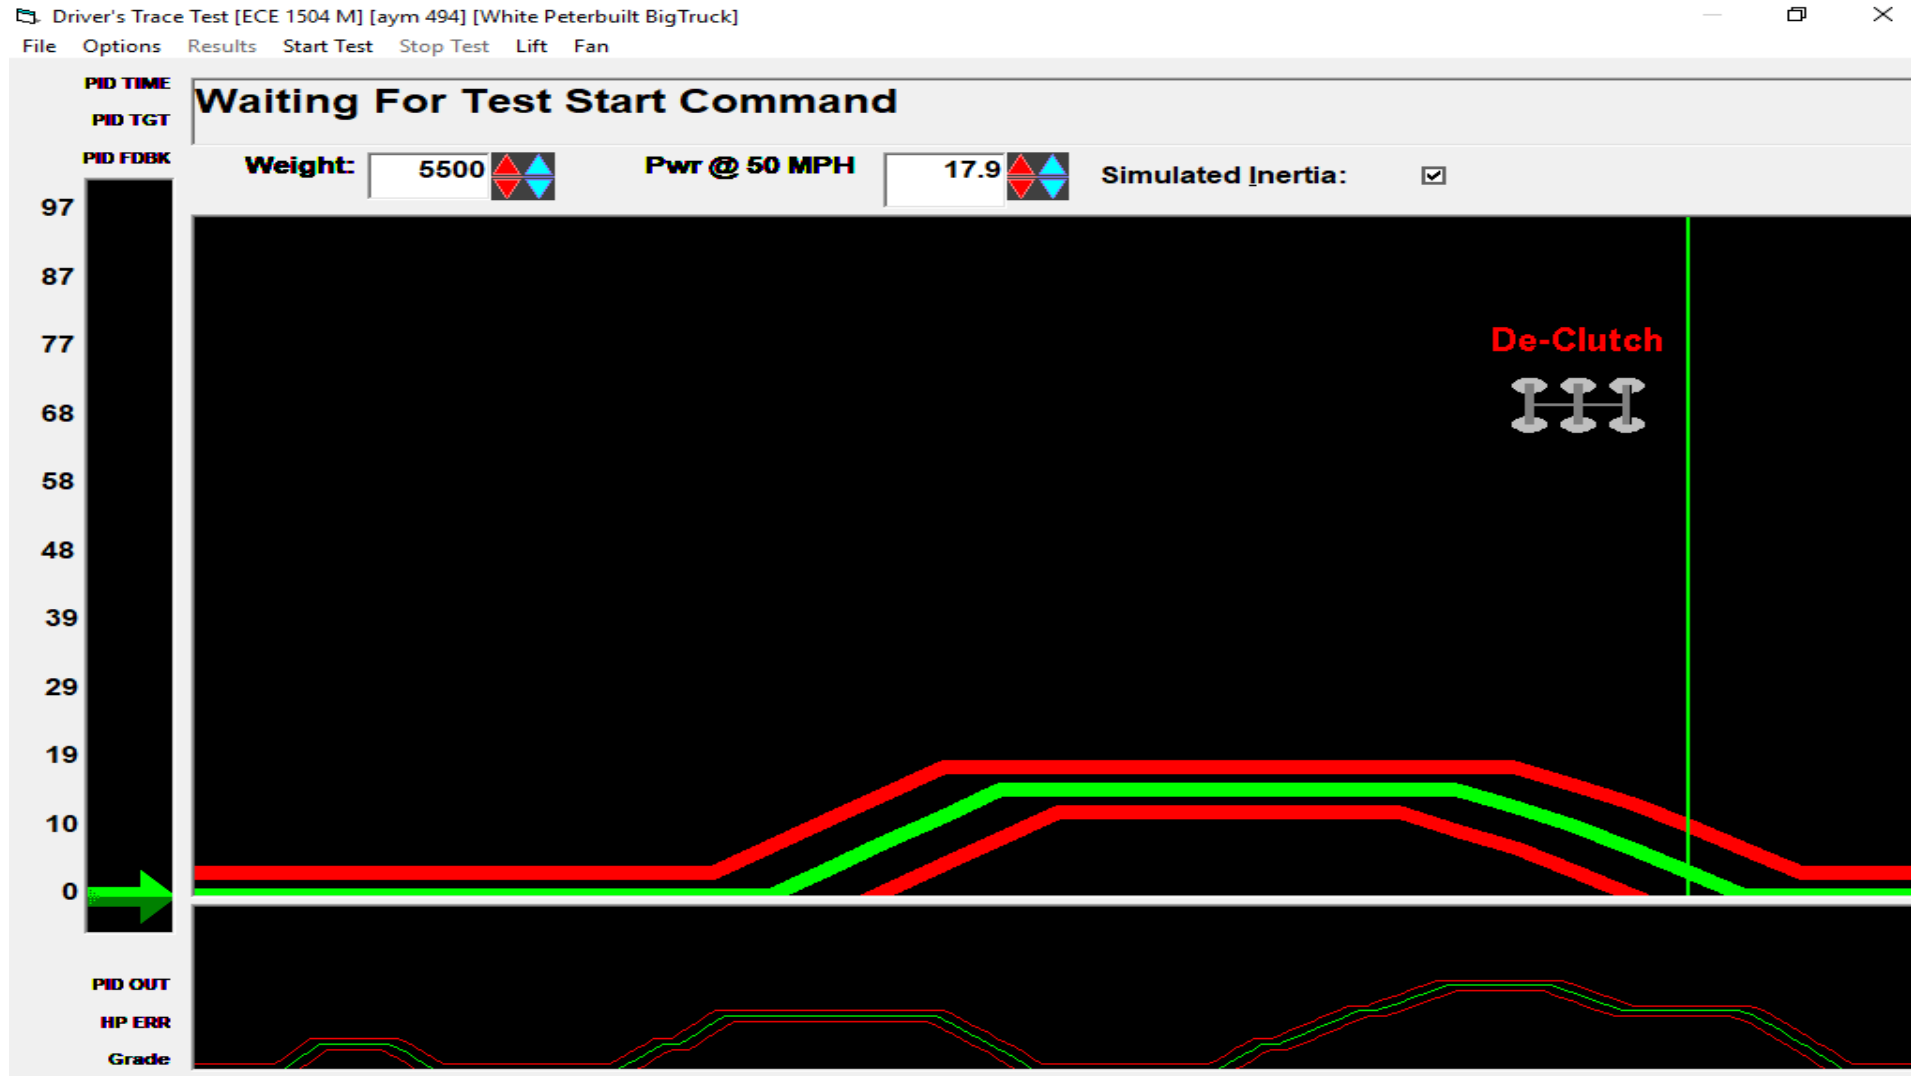 Driver's Trace Test [ECE 1504 M] [aym 494] [White Peterbuilt BigTruck]
File Options Results Start Test Stop Test Lift Fan
PID TIME
PID TGT
Waiting For Test Start Command
PID FDBK
Weight: 5500 Pwr @ 50 MPH 17.9 Simulated Inertia:
97
87
77
68
58
48
39
29
19
10
0
De-Clutch
PID OUT
HP ERR
Grade